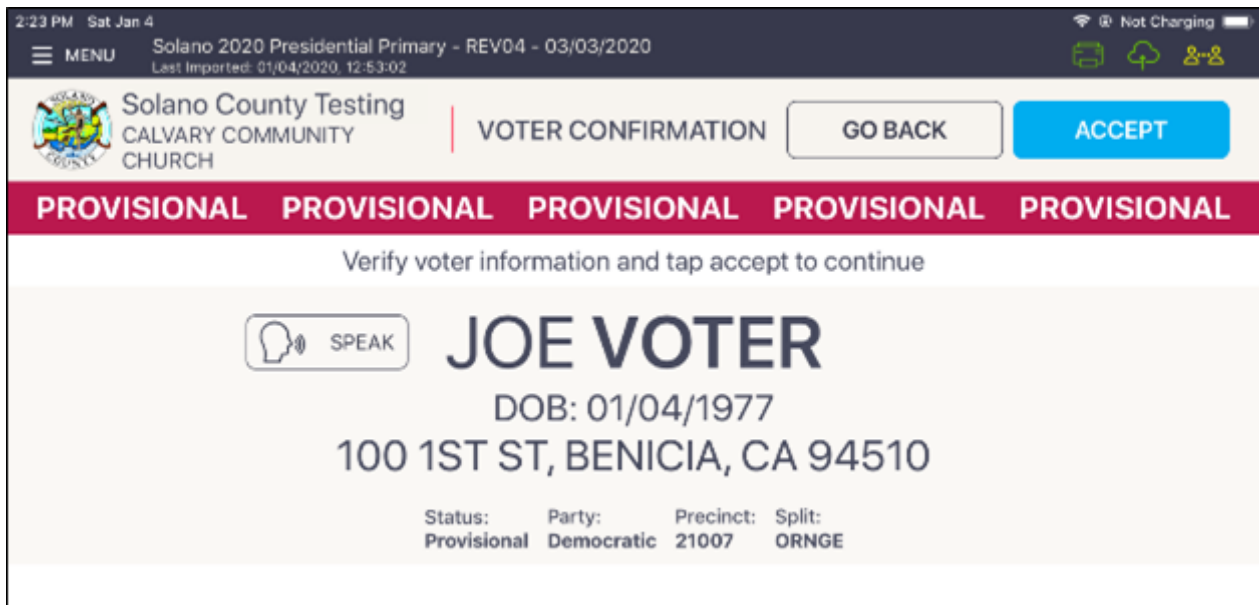 2:23 PM Sat Jan 4
Not Charging
MENU
Solano 2020 Presidential Primary - REV04 - 03/03/2020
Last Imported: 01/04/2020, 12:53:02
SOLANO
COUNTY
Solano County Testing
CALVARY COMMUNITY
CHURCH
VOTER CONFIRMATION
GO BACK
ACCEPT
PROVISIONAL PROVISIONAL PROVISIONAL PROVISIONAL PROVISIONAL
Verify voter information and tap accept to continue
SPEAK
JOE VOTER
DOB: 01/04/1977
100 1ST ST, BENICIA, CA 94510
Status: Party: Precinct: Split:
Provisional Democratic 21007 ORNGE